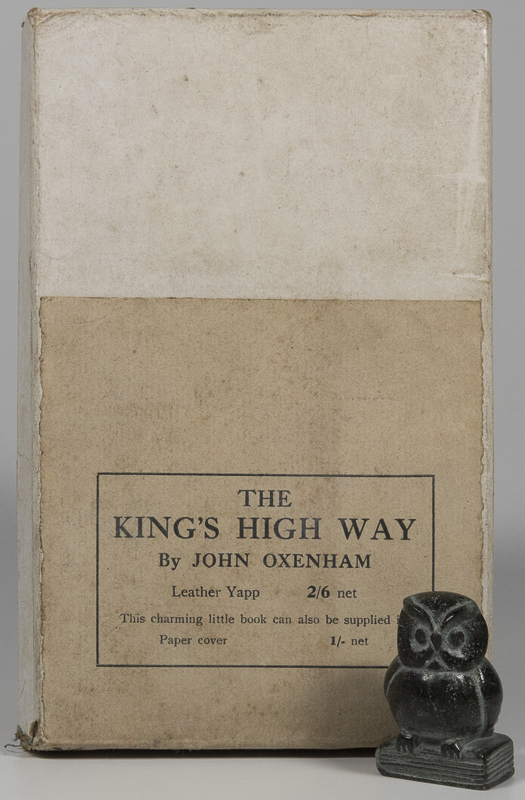 THE
KING'S HIGH WAY
By JOHN OXENHAM
Leather Yapp 2/6 net
This charming little book can also be supplied
Paper cover 1/- net